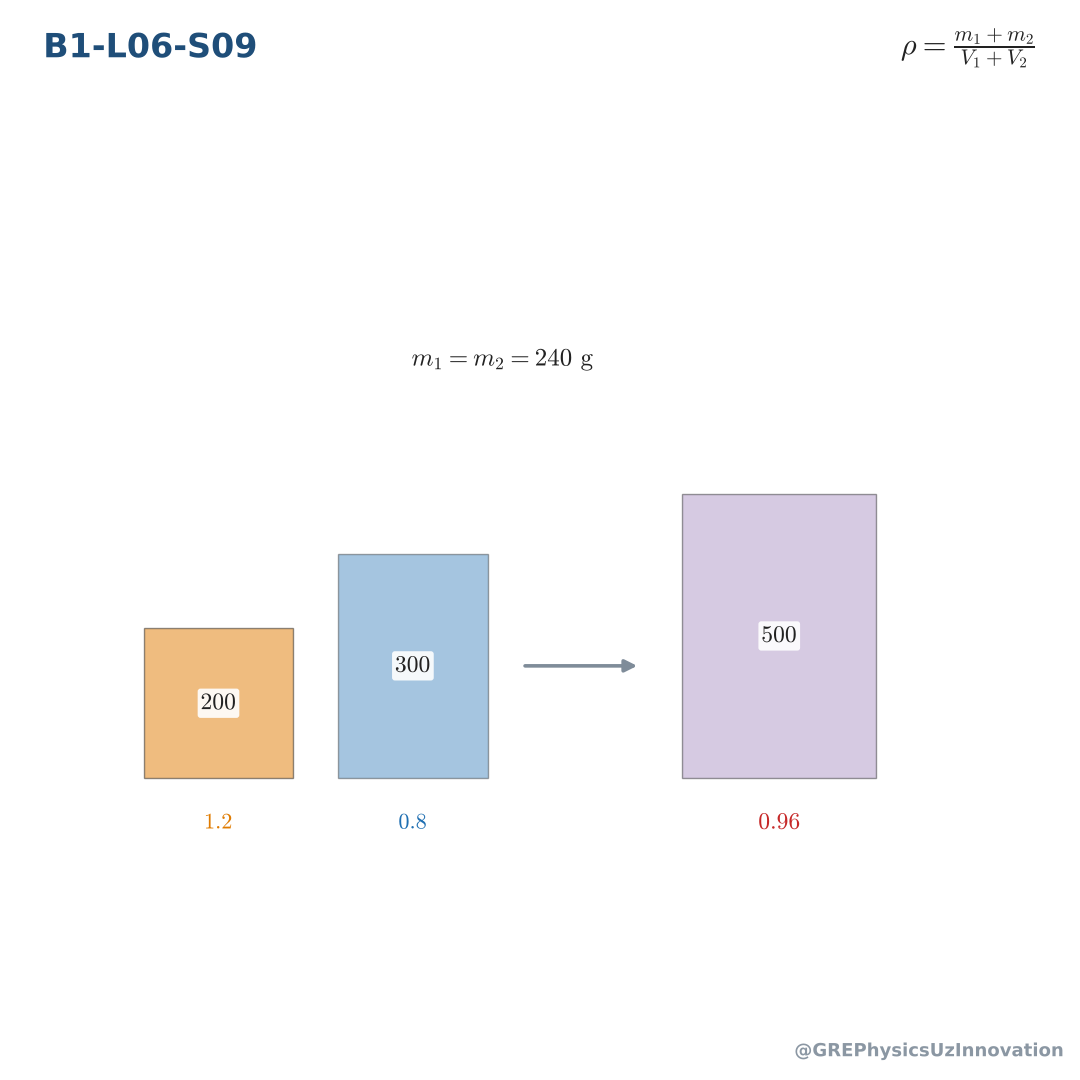 B1-L06-S09
ρ = (m₁ + m₂)/(V₁ + V₂)
m₁ = m₂ = 240 g
500
300
200
1.2 0.8 0.96
@GREPhysicsUzInnovation